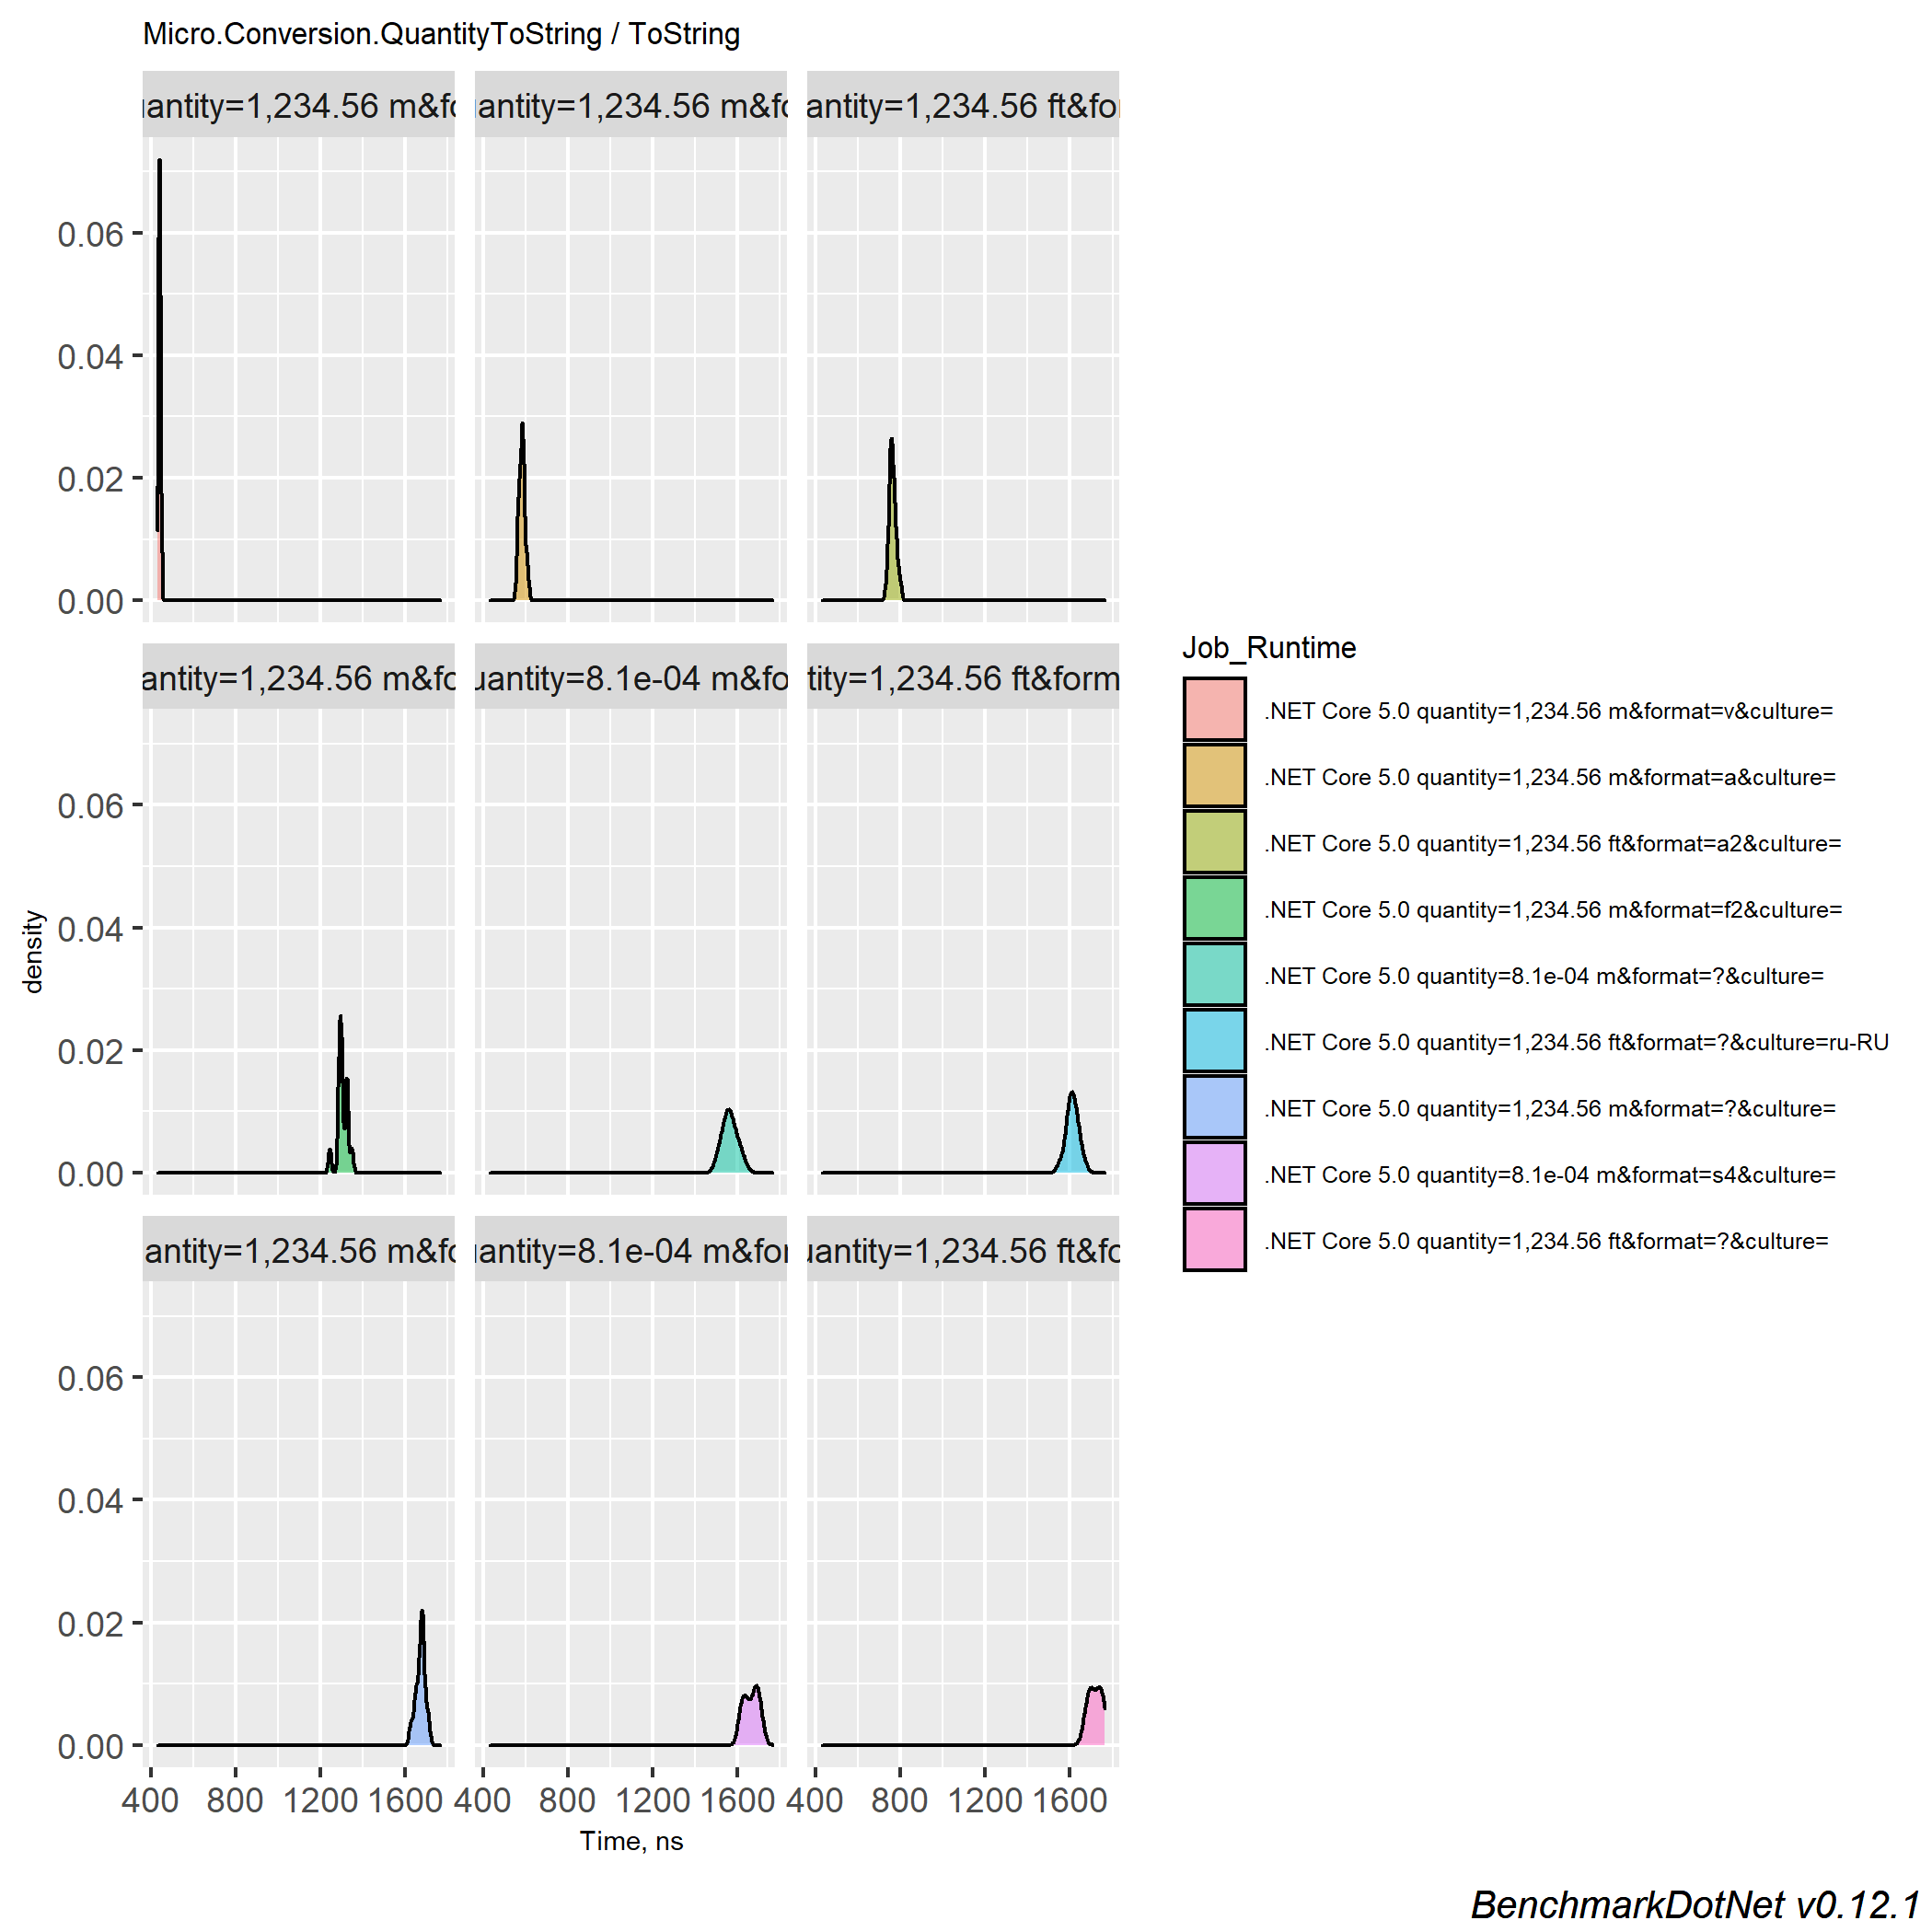 Micro.Conversion.QuantityToString / ToString
antity=1,234.56 m&f
antity=1,234.56 m&f
antity=1,234.56 ft&for
0.06
0.04
0.02
0.00
antity=1,234.56 m&fo
antity=8.1e-04 m&fo
tity=1,234.56 ft&form
0.06
0.04
0.02
0.00
antity=1,234.56 m&f
antity=8.1e-04 m&for
antity=1,234.56 ft&f
0.06
0.04
0.02
0.00
400 800 1200 1600 400 800 1200 1600 400 800 1200 1600
Time, ns
density
Job_Runtime
.NET Core 5.0 quantity=1,234.56 m&format=v&culture=
.NET Core 5.0 quantity=1,234.56 m&format=a&culture=
.NET Core 5.0 quantity=1,234.56 ft&format=a2&culture=
.NET Core 5.0 quantity=1,234.56 m&format=f2&culture=
.NET Core 5.0 quantity=8.1e-04 m&format=?&culture=
.NET Core 5.0 quantity=1,234.56 ft&format=?&culture=ru-RU
.NET Core 5.0 quantity=1,234.56 m&format=?&culture=
.NET Core 5.0 quantity=8.1e-04 m&format=s4&culture=
.NET Core 5.0 quantity=1,234.56 ft&format=?&culture=
BenchmarkDotNet v0.12.1